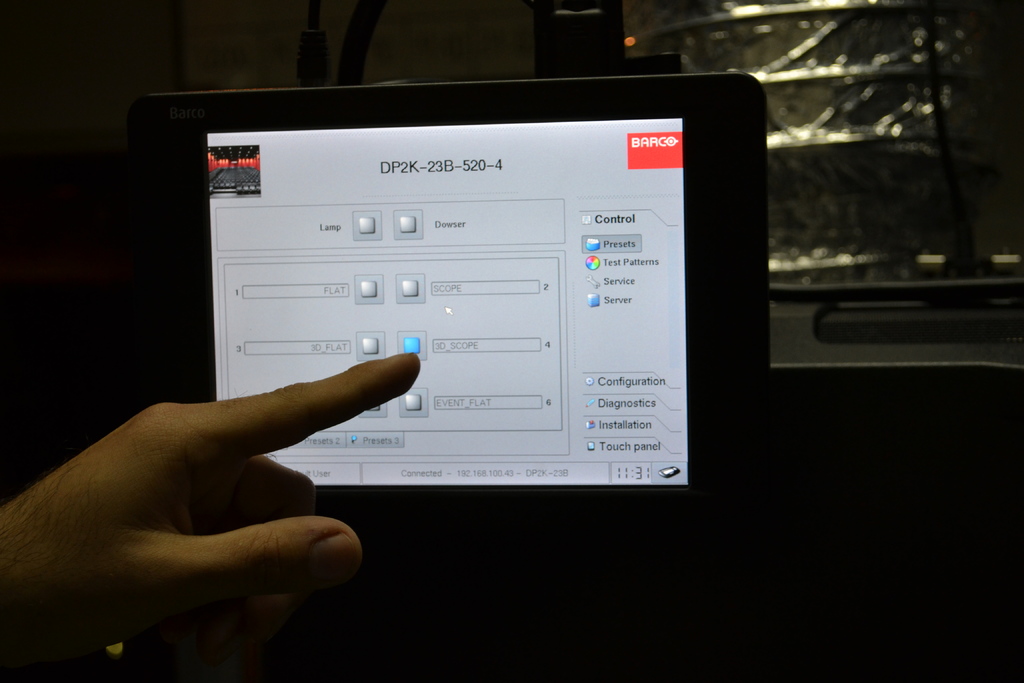 Barco
BARCO
DP2K-23B-520-4
Lamp Dowser
1 FLAT SCOPE 2
3 3D_FLAT 3D_SCOPE 4
EVENT_FLAT 6
Presets 2 Presets 3
User Connected - 192.168.100.43 - DP2K-23B 11:31
Control
Presets
Test Patterns
Service
Server
Configuration
Diagnostics
Installation
Touch panel